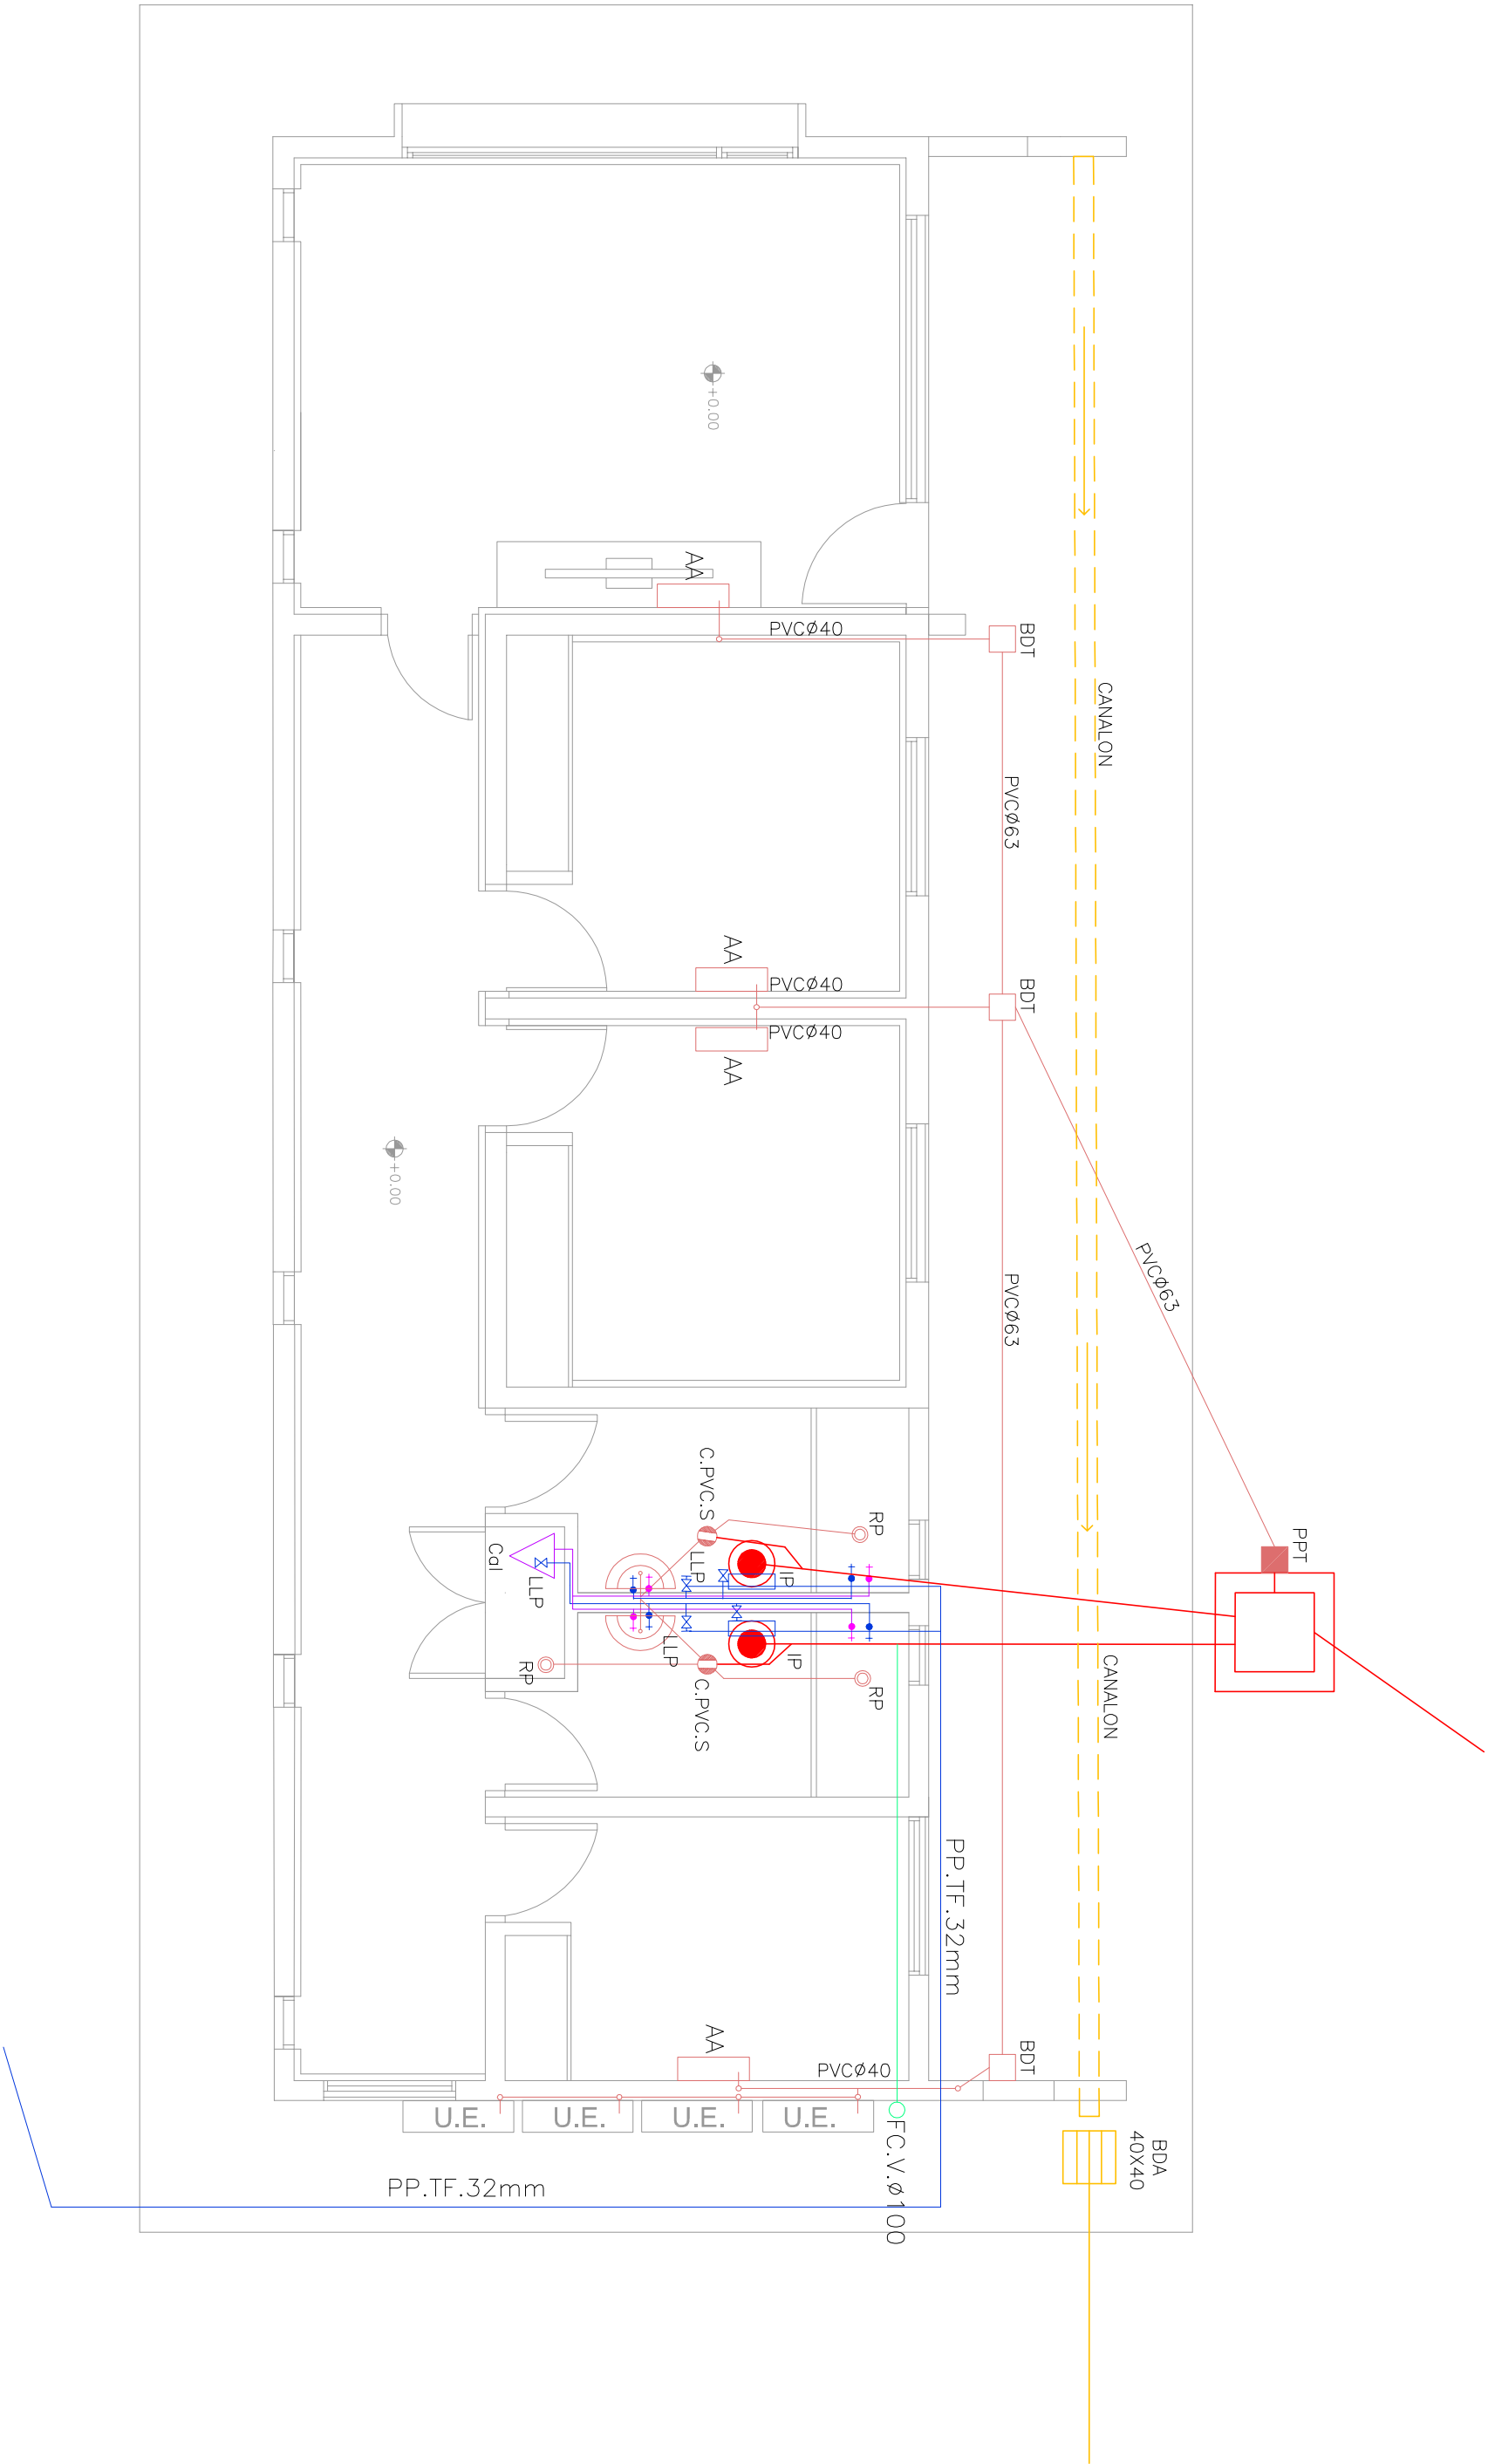 +0.00
AA
PVCØ40
BDT
CANALON
PVCØ63
AA
PVCØ40
BDT
PVCØ40
AA
+0.00
PVCØ63
PVCØ63
C.PVC.S
RP
PPT
Cal
LLP
LLP
IP
LLP
IP
RP
RP
C.PVC.S
CANALON
PP.TF.32mm
AA
PVCØ40
BDT
U.E.
U.E.
U.E.
U.E.
FC.V.ø100
BDA
40X40
PP.TF.32mm